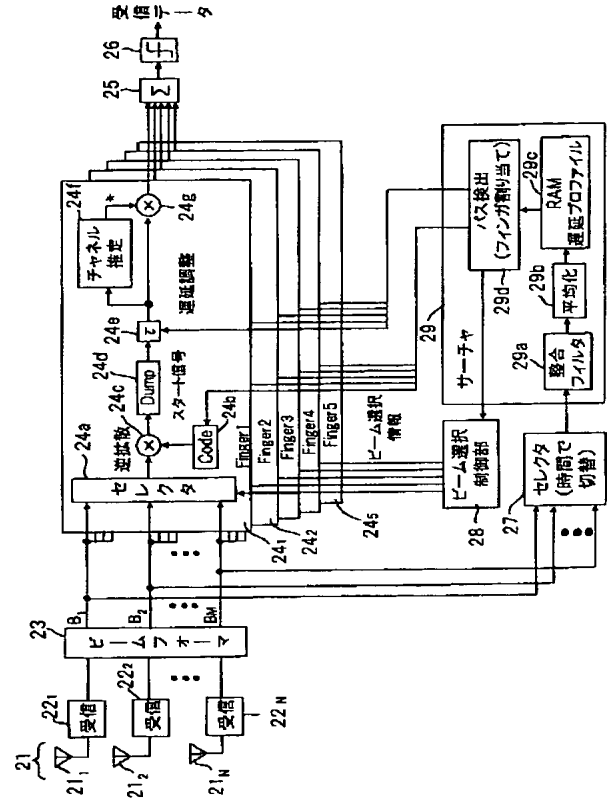 21
21₁
21₂
21N
22₁
受信
22₂
受信
22N
受信
23
ビームフォーマ
B₁
B₂
BM
24a
セレクタ
24c
逆拡散
24d
Dump
24e
τ
24f
チャネル
推定
*
24g
遅延調整
スタート信号
Code
24b
Finger1
Finger2
Finger3
Finger4
Finger5
24₁
24₂
24₅
25
Σ
26
受信
データ
ビーム選択
情報
27
セレクタ
(時間で
切替)
28
ビーム選択
制御部
29
サーチャ
29a
整合
フィルタ
29b
平均化
29c
RAM
遅延プロファイル
29d
パス検出
(フィンガ割り当て)